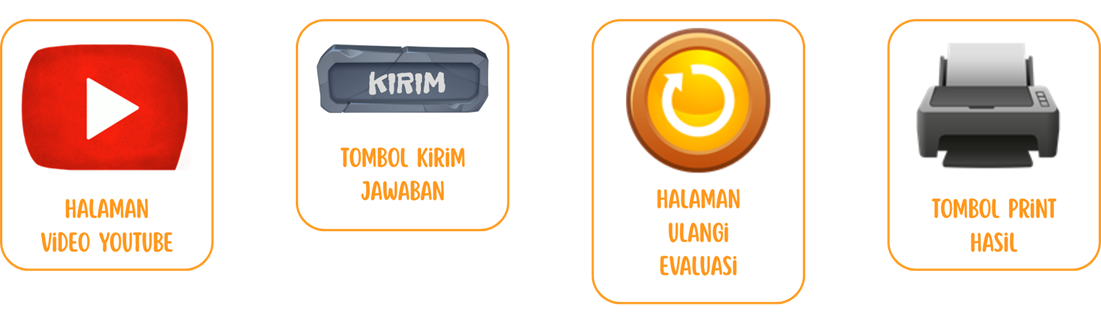 HALAMAN
VIDEO YOUTUBE
KIRIM
TOMBOL KIRIM
JAWABAN
HALAMAN
ULANGI
EVALUASI
TOMBOL PRINT
HASIL